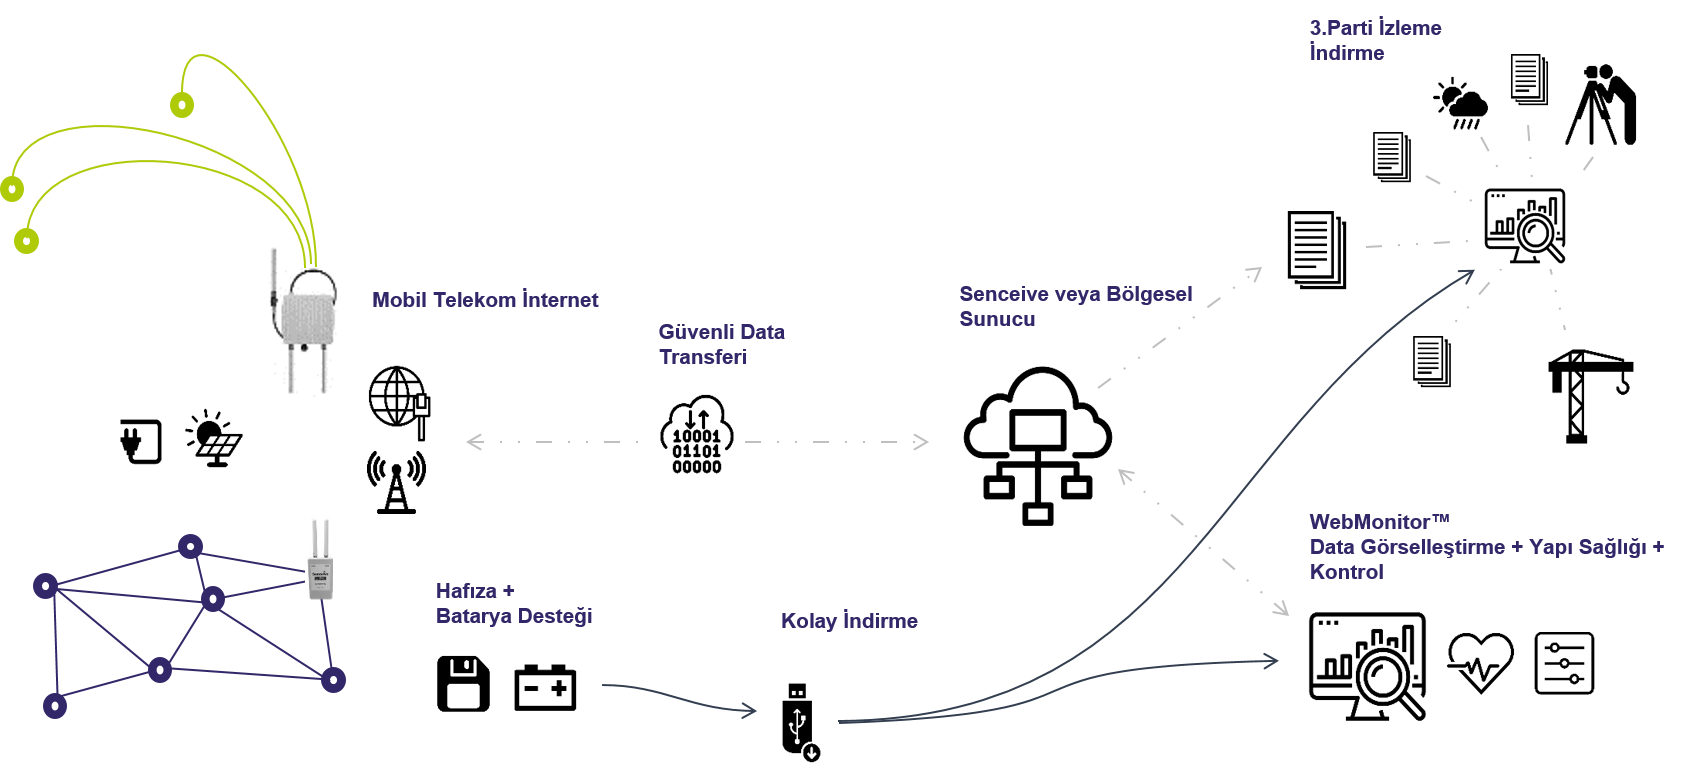 3.Parti İzleme
İndirme
Mobil Telekom İnternet
Güvenli Data
Transferi
10001
01101
00000
Senceive veya Bölgesel
Sunucu
WebMonitor™
Data Görselleştirme + Yapı Sağlığı +
Kontrol
Hafıza +
Batarya Desteği
Kolay İndirme